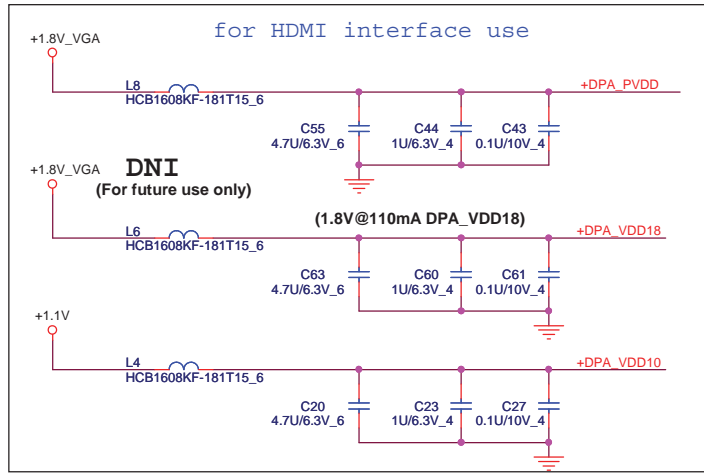 for HDMI interface use
+1.8V_VGA
L8
HCB1608KF-181T15_6
+DPA_PVDD
C55
4.7U/6.3V_6
C44
1U/6.3V_4
C43
0.1U/10V_4
+1.8V_VGA
DNI
(For future use only)
(1.8V@110mA DPA_VDD18)
L6
HCB1608KF-181T15_6
+DPA_VDD18
C63
4.7U/6.3V_6
C60
1U/6.3V_4
C61
0.1U/10V_4
+1.1V
L4
HCB1608KF-181T15_6
+DPA_VDD10
C20
4.7U/6.3V_6
C23
1U/6.3V_4
C27
0.1U/10V_4